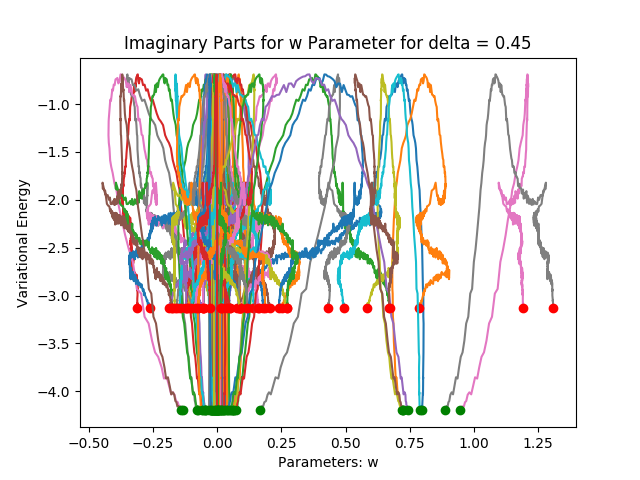 Imaginary Parts for w Parameter for delta = 0.45
Variational Energy
−1.0
−1.5
−2.0
−2.5
−3.0
−3.5
−4.0
−0.50 −0.25 0.00 0.25 0.50 0.75 1.00 1.25
Parameters: w